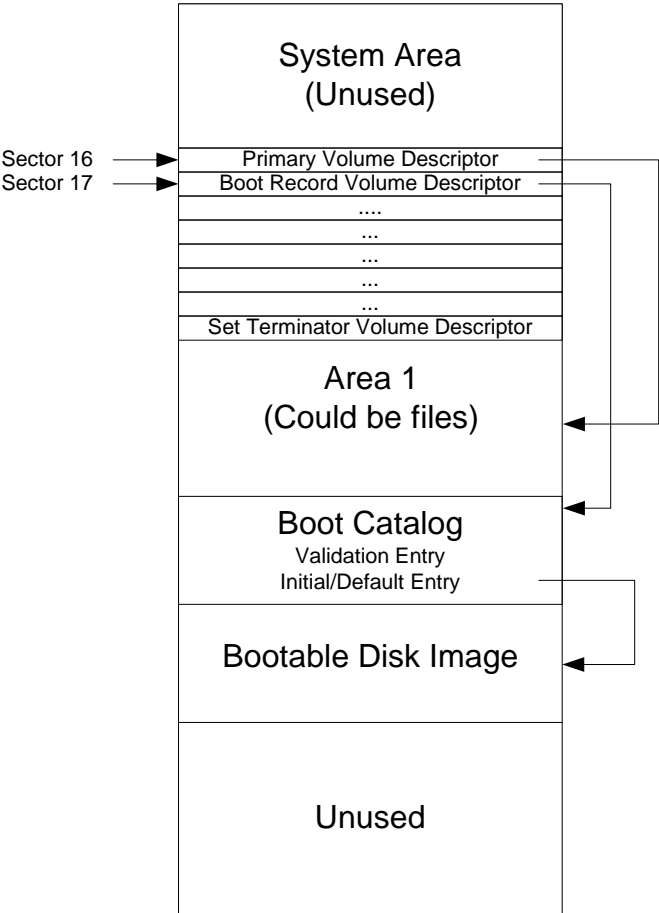 System Area
(Unused)
Sector 16
Primary Volume Descriptor
Sector 17
Boot Record Volume Descriptor
....
...
...
...
...
Set Terminator Volume Descriptor
Area 1
(Could be files)
Boot Catalog
Validation Entry
Initial/Default Entry
Bootable Disk Image
Unused